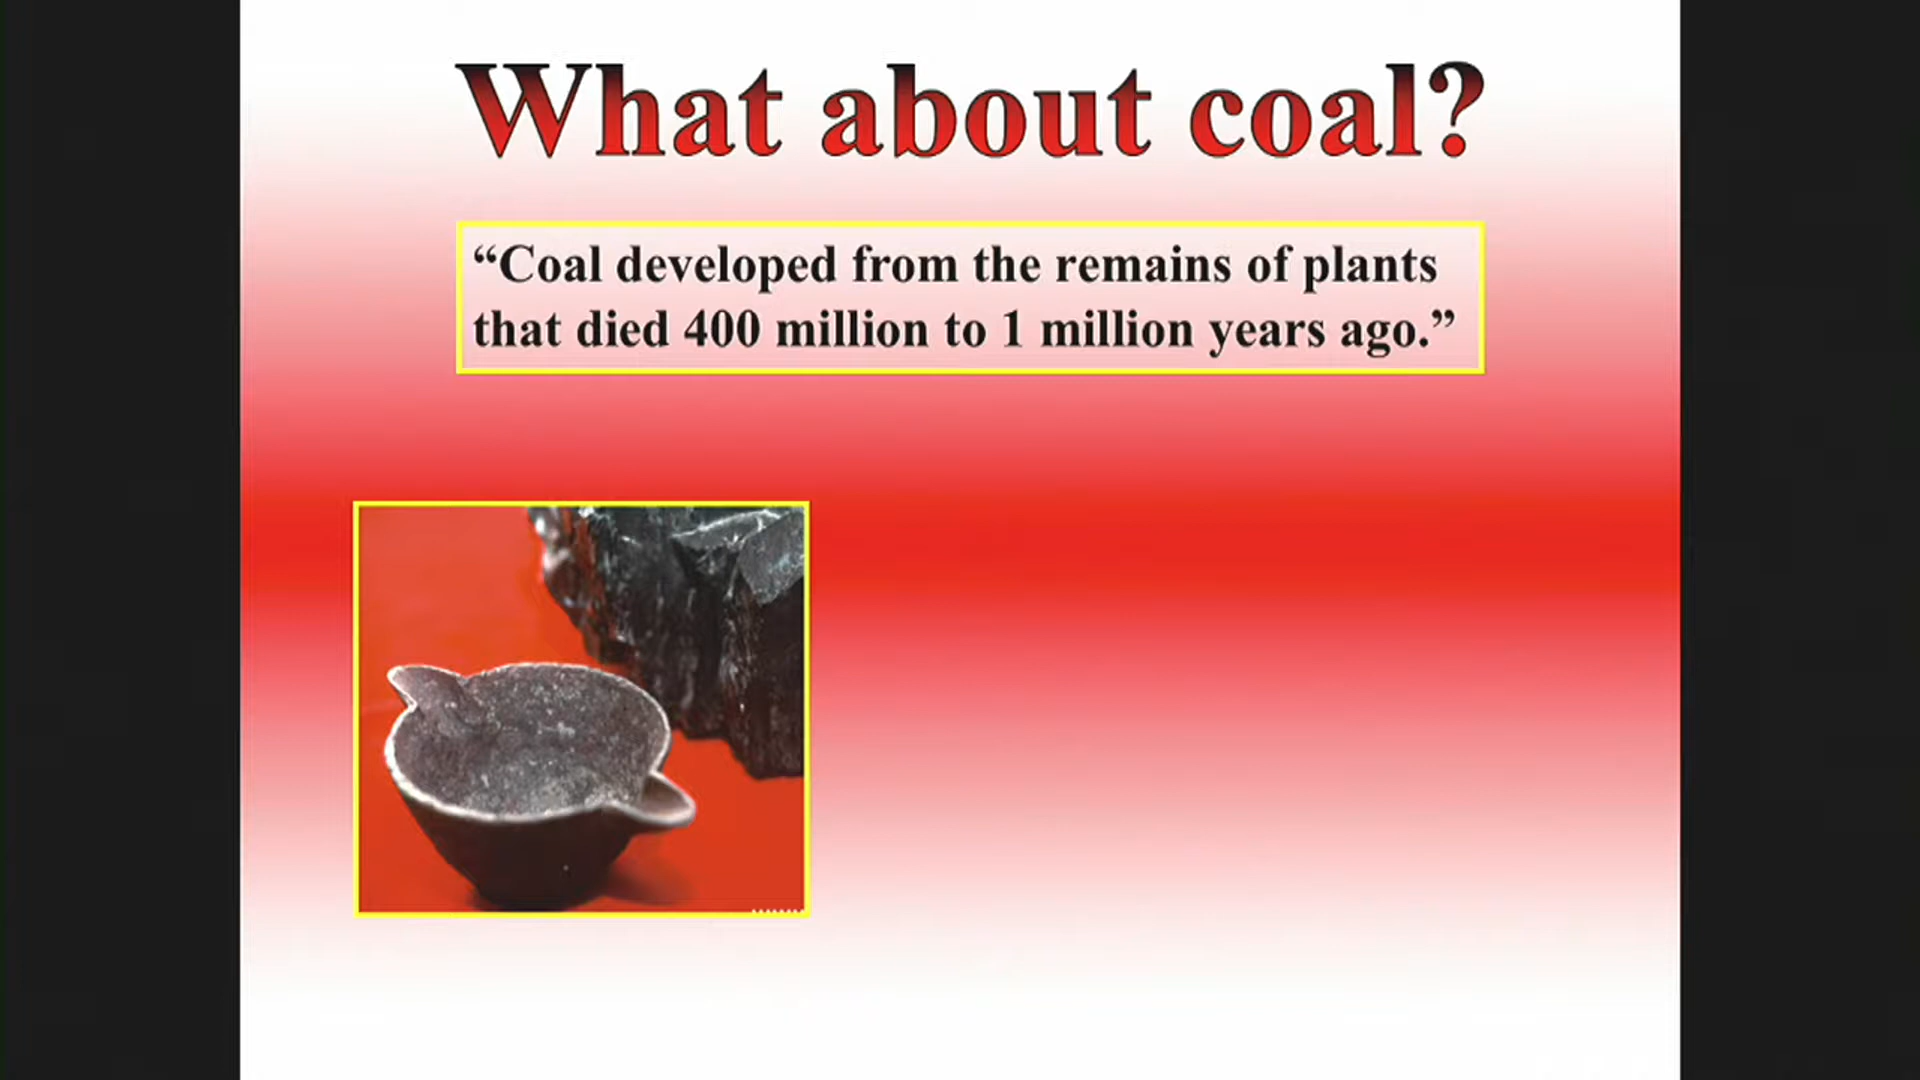 What about coal?
“Coal developed from the remains of plants
that died 400 million to 1 million years ago.”